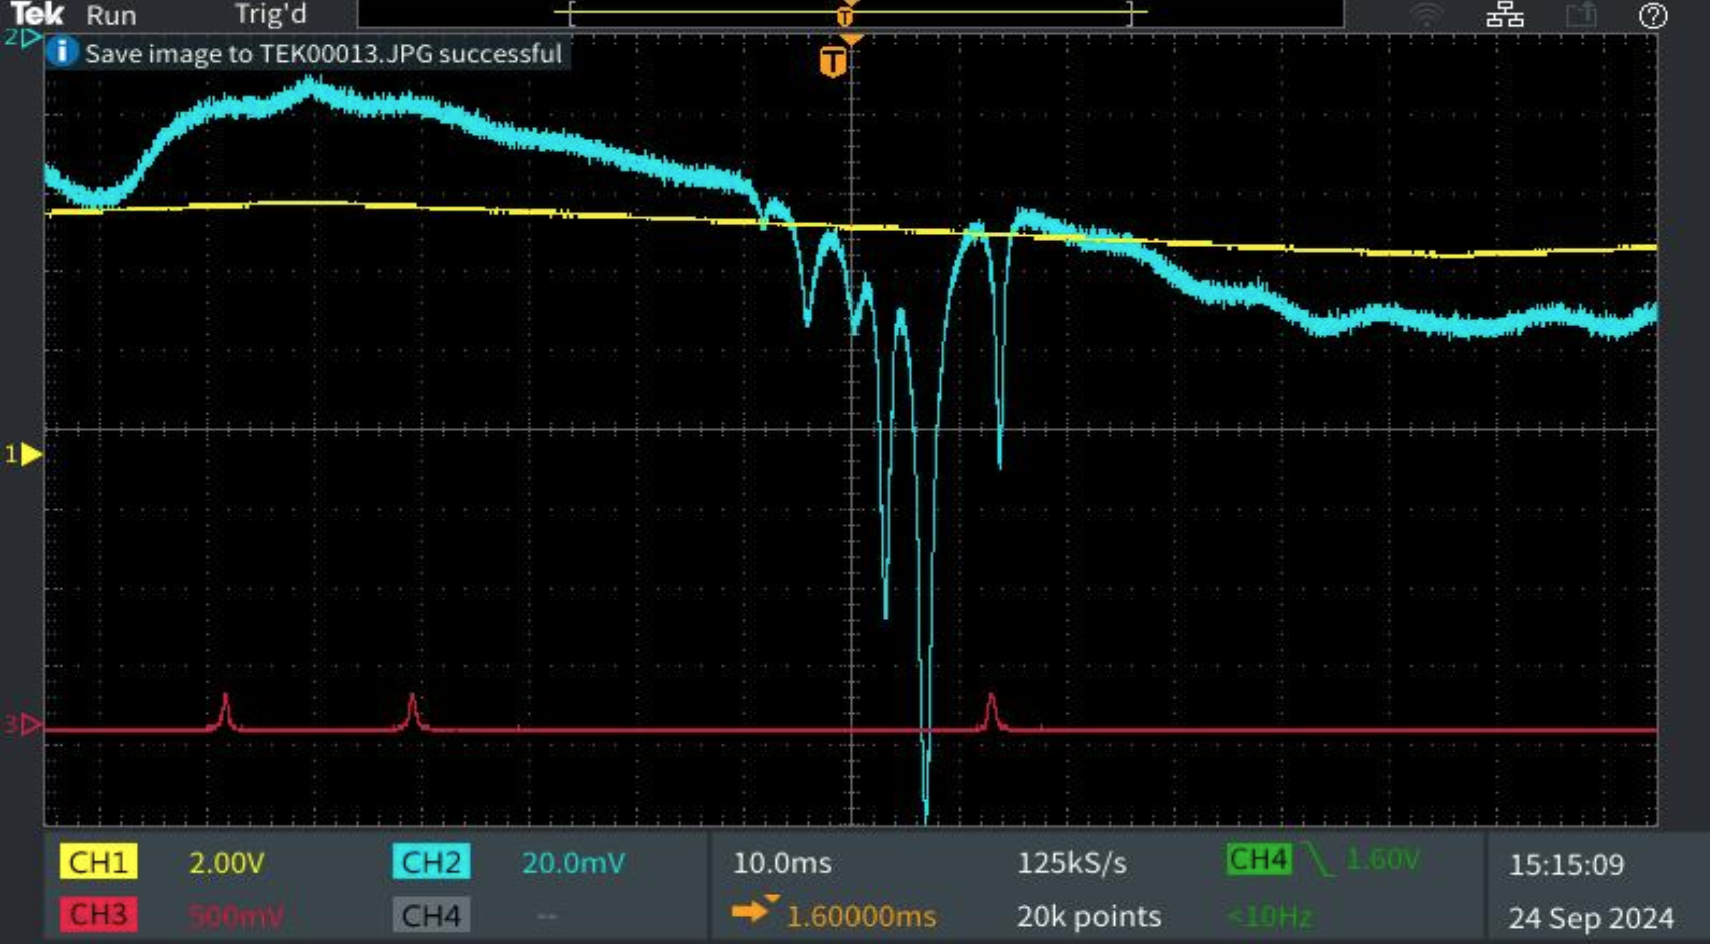 Tek Run Trig'd T ?
2
Save image to TEK00013.JPG successful
T
1
3
CH1 2.00V CH2 20.0mV 10.0ms 125kS/s CH4 1.60V 15:15:09
CH3 500mV CH4 -- 1.60000ms 20k points <10Hz 24 Sep 2024